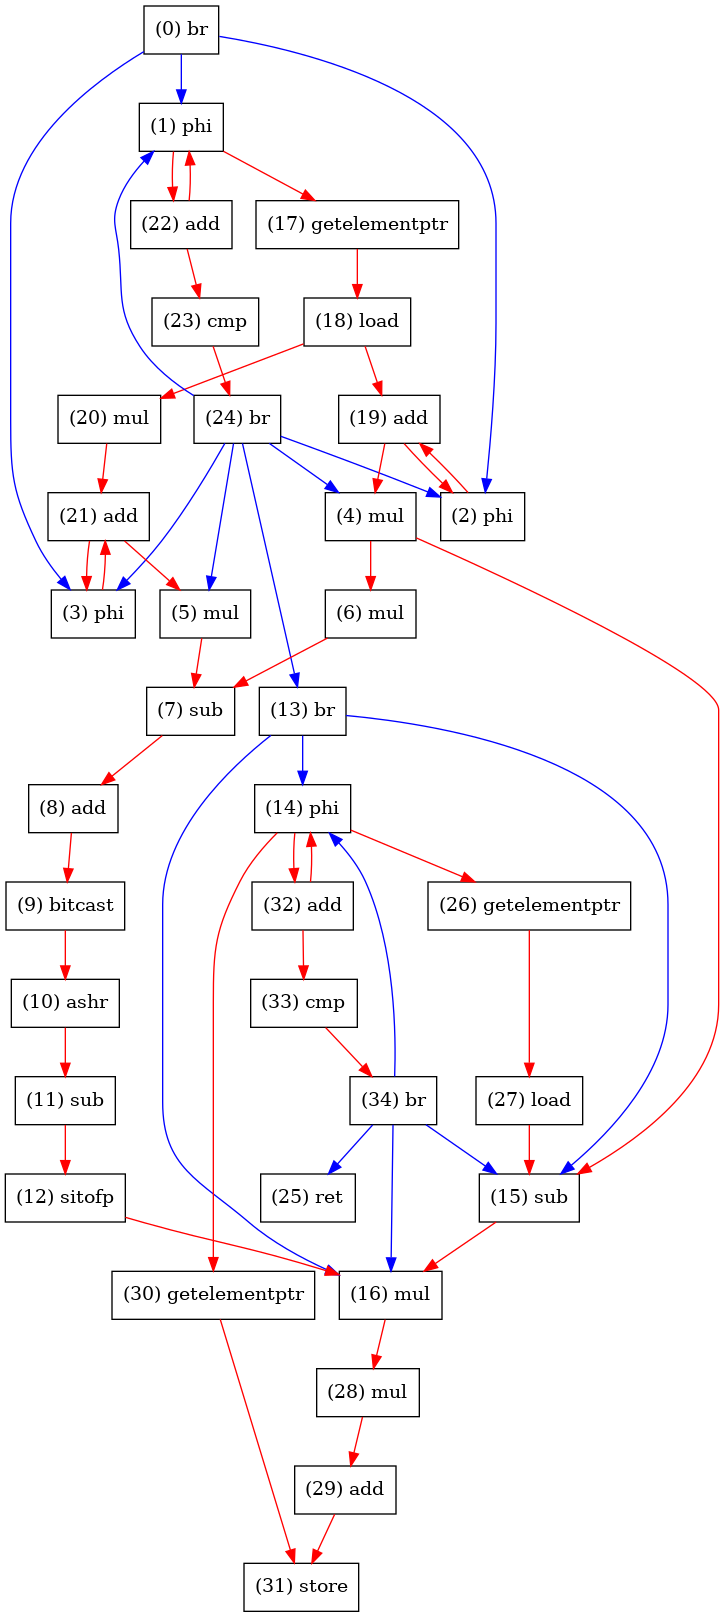 (0) br
(1) phi
(22) add
(17) getelementptr
(23) cmp
(18) load
(20) mul
(24) br
(19) add
(21) add
(4) mul
(2) phi
(3) phi
(5) mul
(6) mul
(7) sub
(13) br
(8) add
(14) phi
(9) bitcast
(32) add
(26) getelementptr
(10) ashr
(33) cmp
(11) sub
(34) br
(27) load
(12) sitofp
(25) ret
(15) sub
(30) getelementptr
(16) mul
(28) mul
(29) add
(31) store